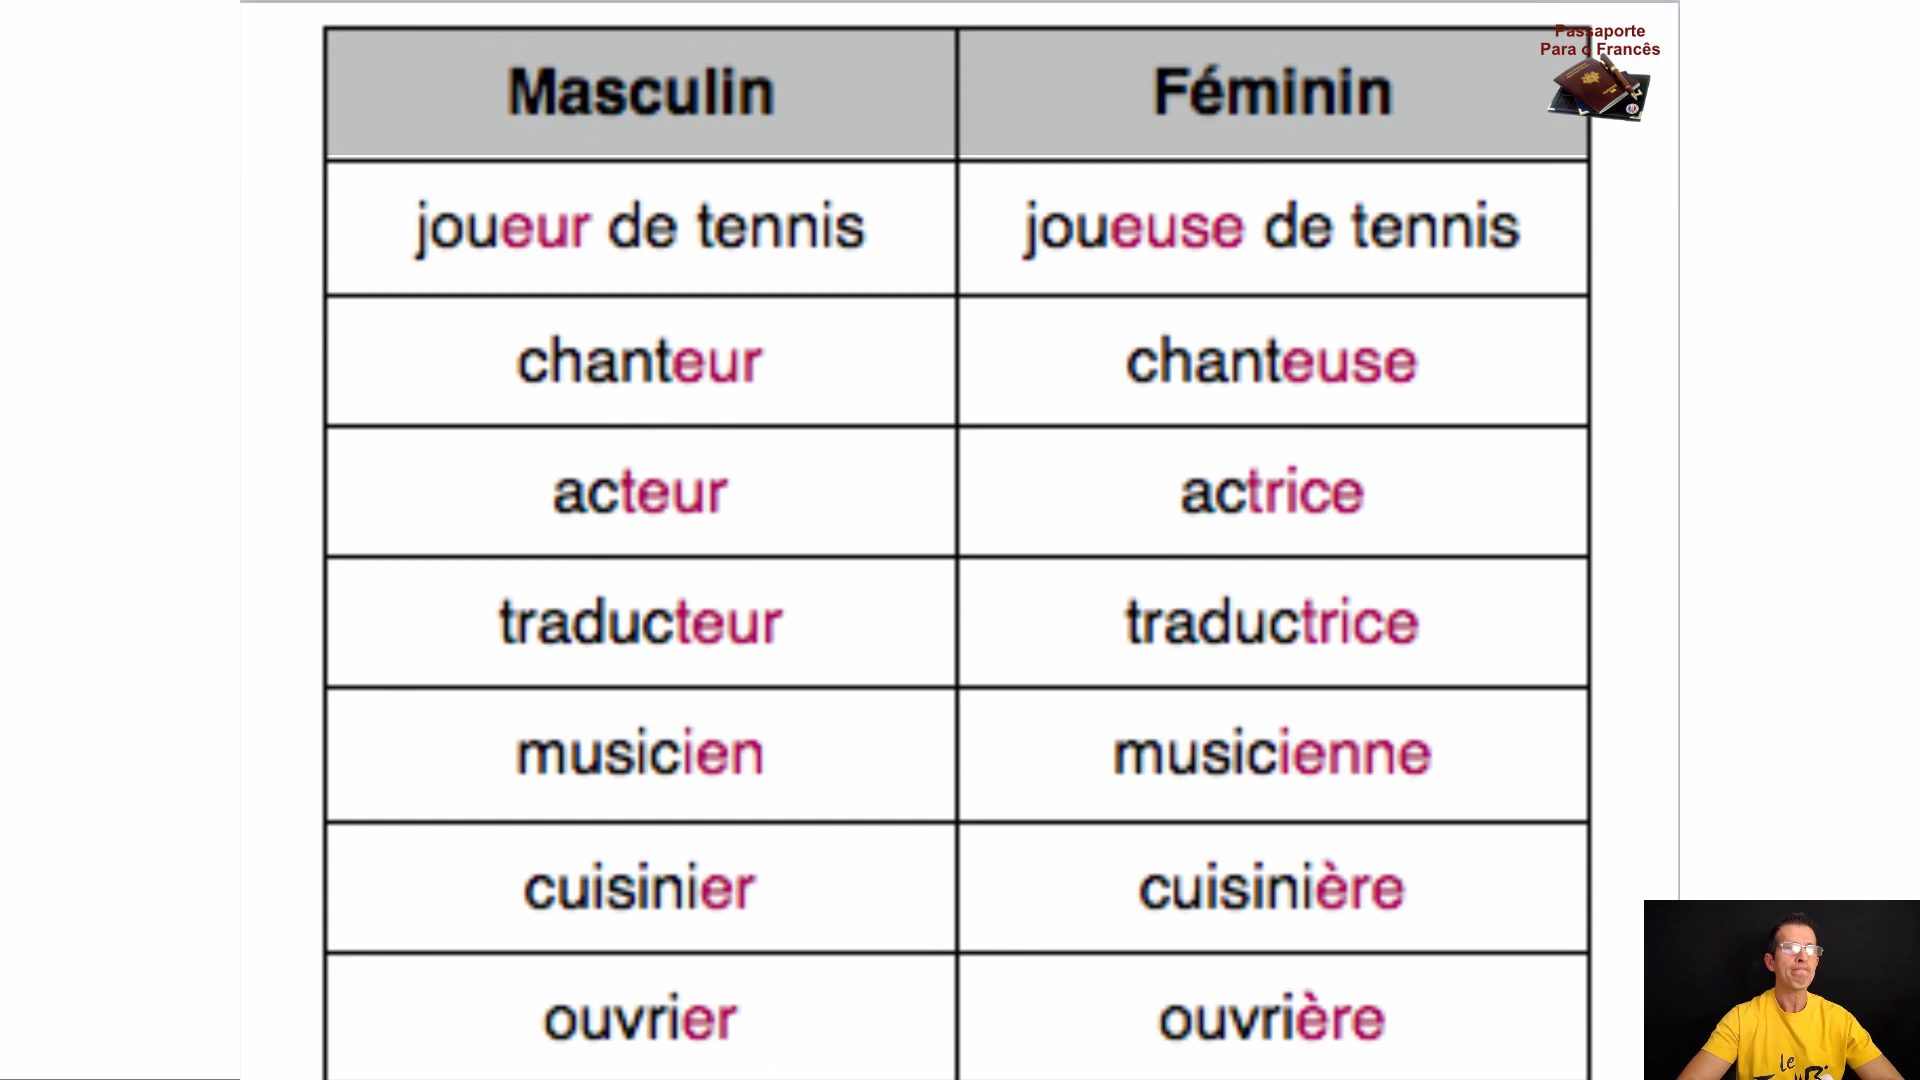 Passaporte
Para o Francês
Masculin Féminin
joueur de tennis joueuse de tennis
chanteur chanteuse
acteur actrice
traducteur traductrice
musicien musicienne
cuisinier cuisinière
ouvrier ouvrière
Le